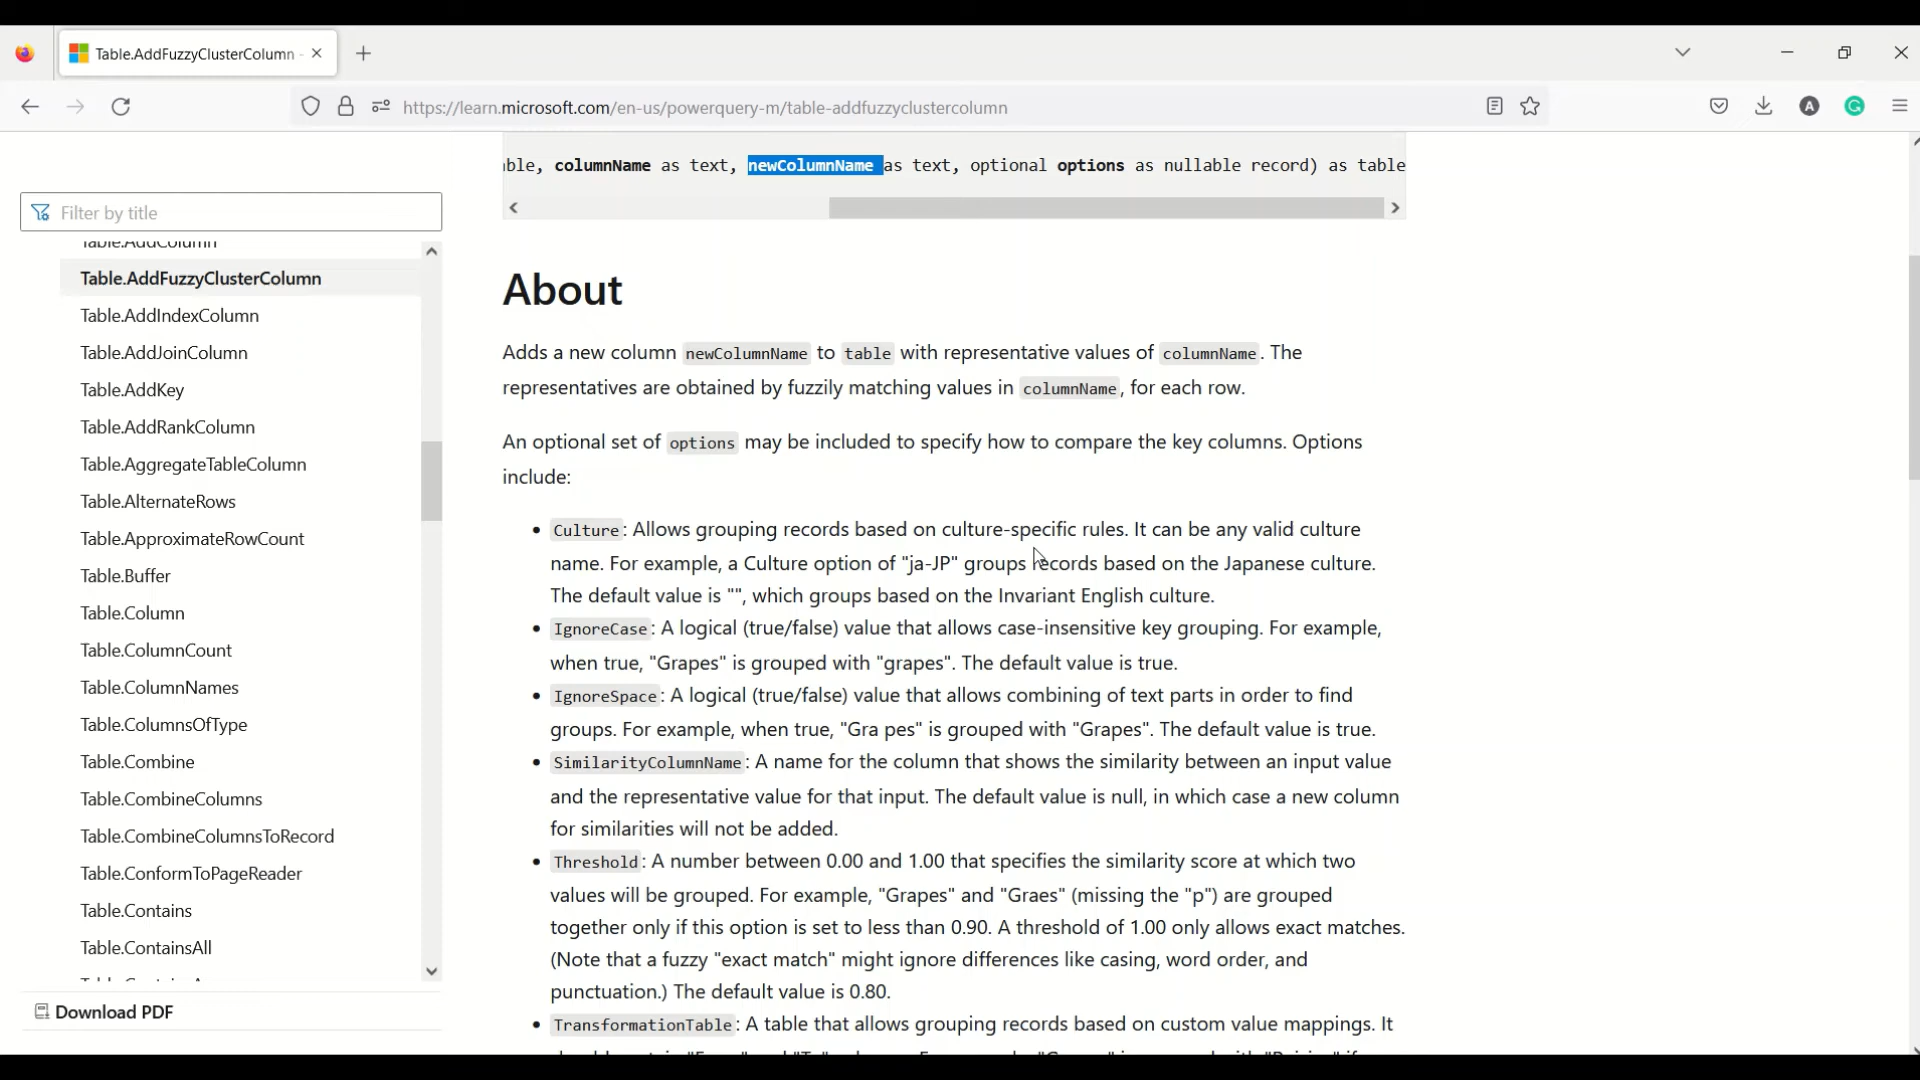 Table.AddFuzzyClusterColumn -
https://learn.microsoft.com/en-us/powerquery-m/table-addfuzzyclustercolumn
A
G
Filter by title
Table.AddColumn
Table.AddFuzzyClusterColumn
Table.AddIndexColumn
Table.AddJoinColumn
Table.AddKey
Table.AddRankColumn
Table.AggregateTableColumn
Table.AlternateRows
Table.ApproximateRowCount
Table.Buffer
Table.Column
Table.ColumnCount
Table.ColumnNames
Table.ColumnsOfType
Table.Combine
Table.CombineColumns
Table.CombineColumnsToRecord
Table.ConformToPageReader
Table.Contains
Table.ContainsAll
Download PDF
ble, columnName as text, newColumnName as text, optional options as nullable record) as table
About
Adds a new column newColumnName to table with representative values of columnName. The
representatives are obtained by fuzzily matching values in columnName, for each row.
An optional set of options may be included to specify how to compare the key columns. Options
include:
• Culture: Allows grouping records based on culture-specific rules. It can be any valid culture
name. For example, a Culture option of "ja-JP" groups records based on the Japanese culture.
The default value is "", which groups based on the Invariant English culture.
• IgnoreCase: A logical (true/false) value that allows case-insensitive key grouping. For example,
when true, "Grapes" is grouped with "grapes". The default value is true.
• IgnoreSpace: A logical (true/false) value that allows combining of text parts in order to find
groups. For example, when true, "Gra pes" is grouped with "Grapes". The default value is true.
• SimilarityColumnName: A name for the column that shows the similarity between an input value
and the representative value for that input. The default value is null, in which case a new column
for similarities will not be added.
• Threshold: A number between 0.00 and 1.00 that specifies the similarity score at which two
values will be grouped. For example, "Grapes" and "Graes" (missing the "p") are grouped
together only if this option is set to less than 0.90. A threshold of 1.00 only allows exact matches.
(Note that a fuzzy "exact match" might ignore differences like casing, word order, and
punctuation.) The default value is 0.80.
• TransformationTable: A table that allows grouping records based on custom value mappings. It